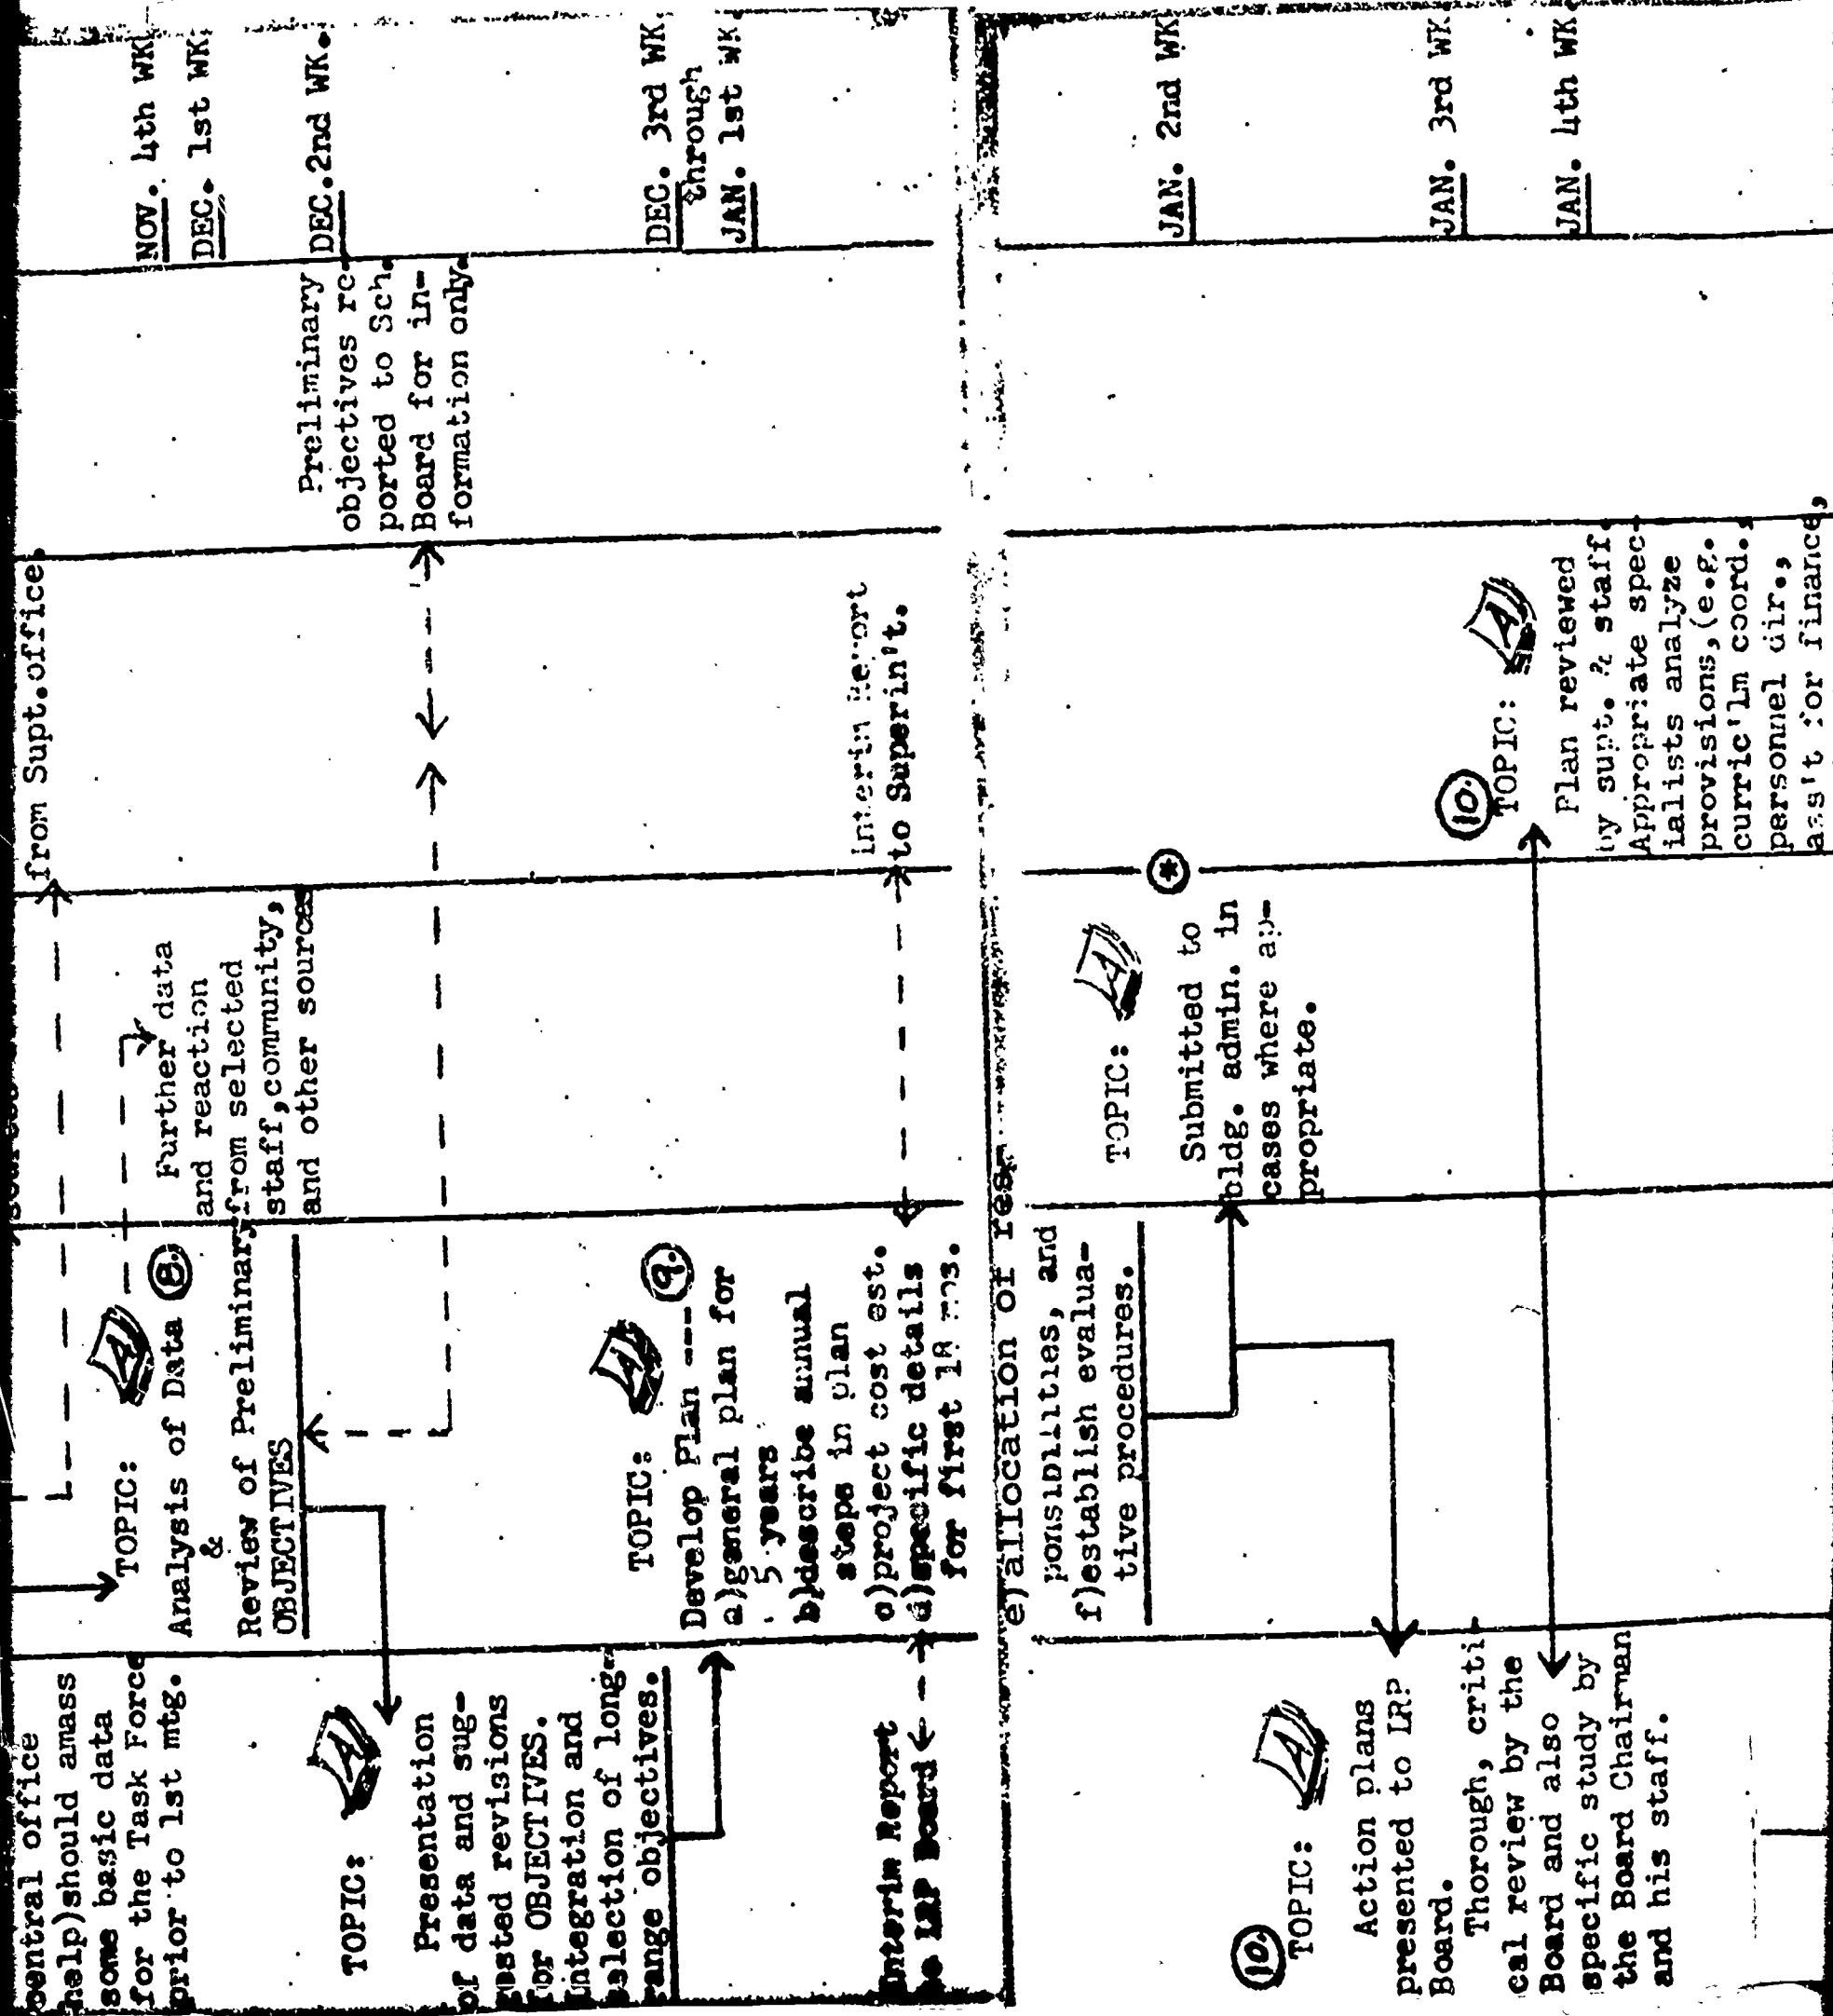 central office
help)should amass
some basic data
for the Task Force
prior to 1st mtg.
from Supt.office.
NOV. 4th WK.
DEC. 1st WK.
TOPIC:
A
Analysis of Data 8.
&
Review of Preliminary
OBJECTIVES
Further data
and reaction
from selected
staff,community,
and other sources
DEC.2nd WK.
Preliminary
objectives re-
ported to Sch.
Board for in-
formation only.
TOPIC:
A
Presentation
of data and sug-
gested revisions
for OBJECTIVES.
Integration and
selection of long-
range objectives.
TOPIC:
A
Develop Plan ---- 9.
a)general plan for
5 years
b)describe annual
steps in plan
c)project cost est.
d)specific details
for first 18 mos.
DEC. 3rd WK.
through
JAN. 1st WK
Interim Report
to LRP Board
Interim Report
to Superin't.
e)allocation of res-
ponsibilities, and
f)establish evalua-
tive procedures.
TOPIC:
A
*
Submitted to
bldg. admin. in
cases where ap-
propriate.
JAN. 2nd WK
10.
TOPIC:
A
Action plans
presented to LRP
Board.
Thorough, criti-
cal review by the
Board and also
specific study by
the Board Chairman
and his staff.
10.
TOPIC:
A
Plan reviewed
by supt. & staff.
Appropriate spec-
ialists analyze
provisions,(e.g.
curric'lm coord.,
personnel dir.,
ass't for finance,
JAN. 3rd WK
JAN. 4th WK